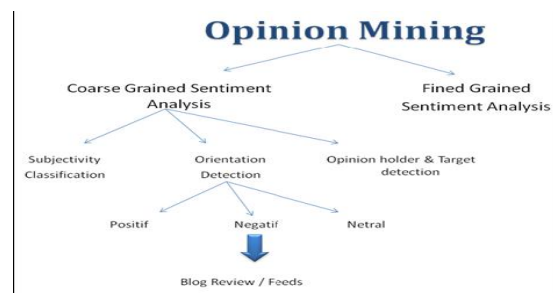 Opinion Mining
Coarse Grained Sentiment
Analysis
Fined Grained
Sentiment Analysis
Subjectivity
Classification
Orientation
Detection
Opinion holder & Target
detection
Positif
Negatif
Netral
Blog Review / Feeds